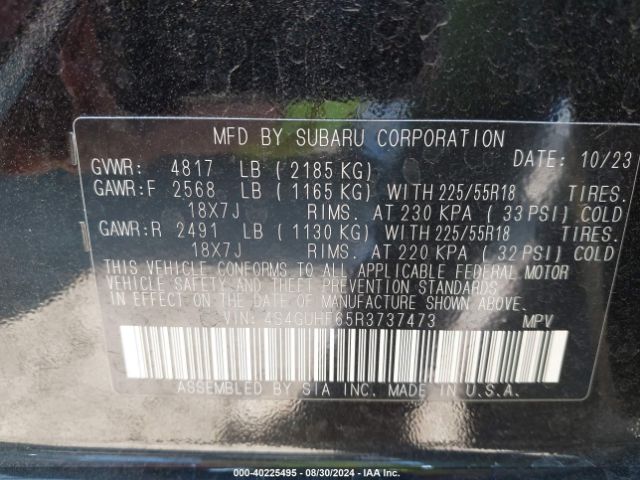 MFD BY SUBARU CORPORATION
GVWR: 4817 LB ( 2185 KG) DATE: 10/23
GAWR:F 2568 LB ( 1165 KG) WITH 225/55R18 TIRES.
18X7J RIMS. AT 230 KPA ( 33 PSI) COLD
GAWR:R 2491 LB ( 1130 KG) WITH 225/55R18 TIRES.
18X7J RIMS. AT 220 KPA ( 32 PSI) COLD
THIS VEHICLE CONFORMS TO ALL APPLICABLE FEDERAL MOTOR
VEHICLE SAFETY AND THEFT PREVENTION STANDARDS
IN EFFECT ON THE DATE OF MANUFACTURE SHOWN ABOVE.
VIN: 4S4GUHF65R3737473 MPV
ASSEMBLED BY SIA INC. MADE IN U.S.A.
000-40225495 - 08/30/2024 - IAA Inc.